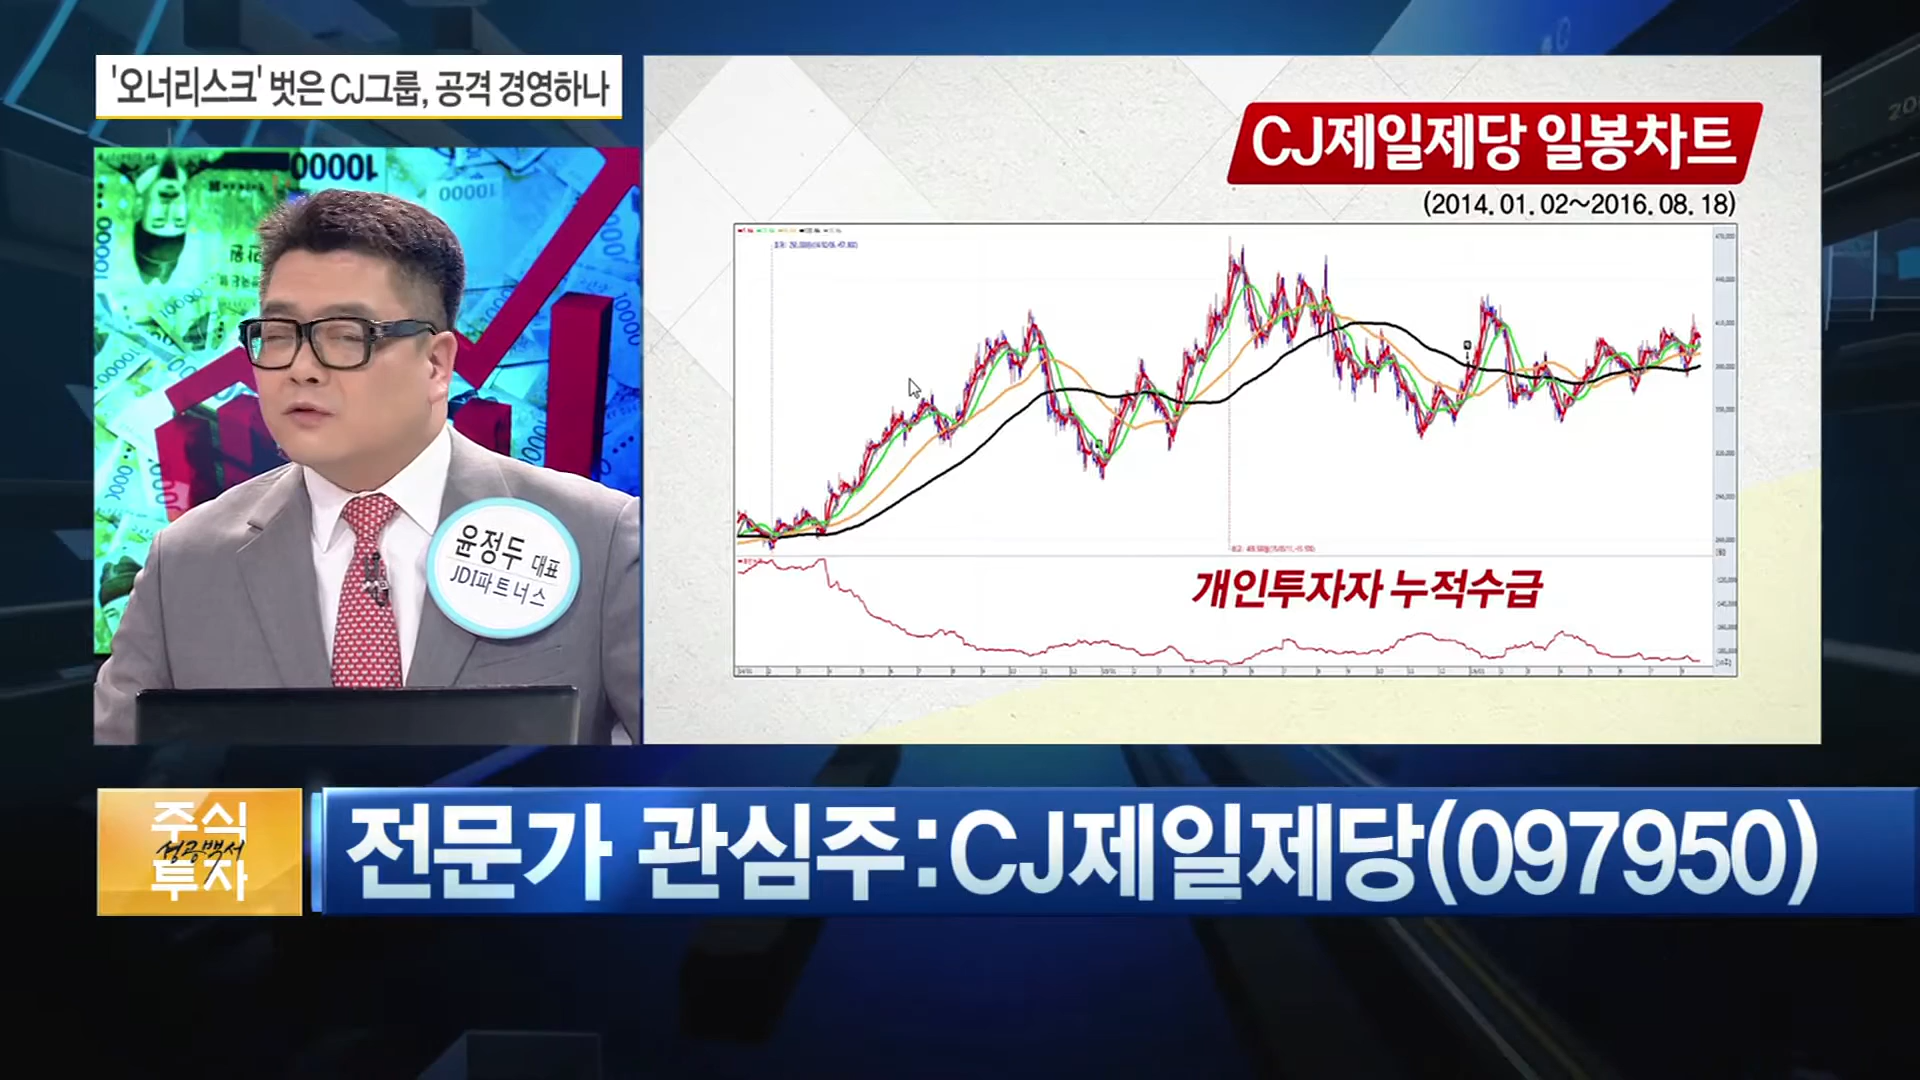 '오너리스크' 벗은 CJ그룹, 공격 경영하나
CJ제일제당 일봉차트
(2014. 01. 02~2016. 08. 18)
개인투자자 누적수급
10000
10000
윤정두 대표
JDI파트너스
주식
성공백서
투자
전문가 관심주:CJ제일제당(097950)